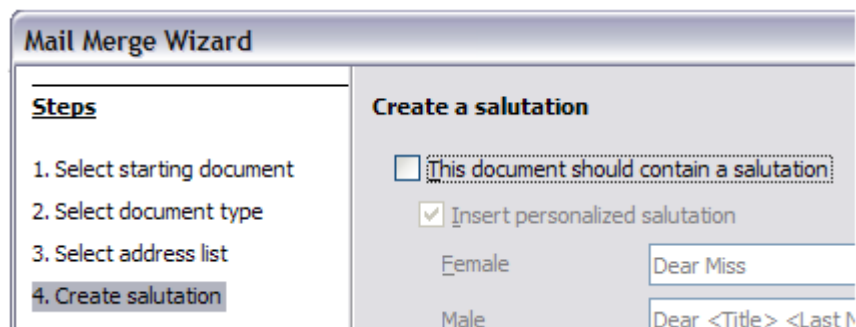 Mail Merge Wizard
Steps
1. Select starting document
2. Select document type
3. Select address list
4. Create salutation
Create a salutation
This document should contain a salutation
Insert personalized salutation
Female
Dear Miss
Male
Dear <Title> <Last